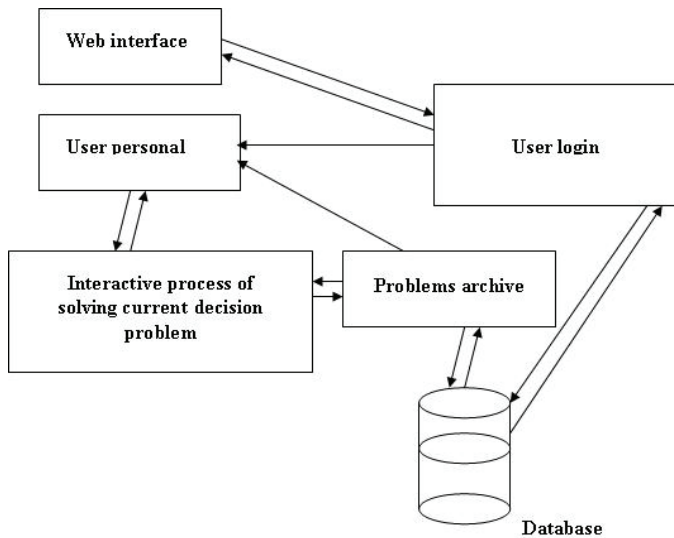 Web interface
User personal
User login
Interactive process of
solving current decision
problem
Problems archive
Database